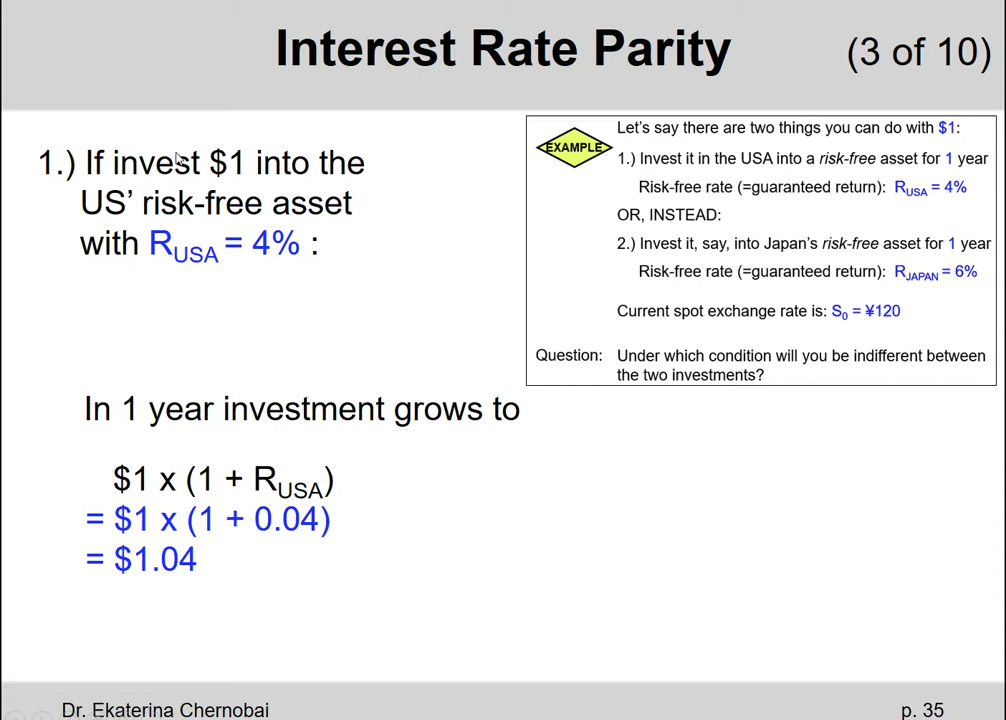 Interest Rate Parity (3 of 10)
1.) If invest $1 into the
US’ risk-free asset
with RUSA = 4% :
In 1 year investment grows to
$1 x (1 + RUSA)
= $1 x (1 + 0.04)
= $1.04
EXAMPLE
Let’s say there are two things you can do with $1:
1.) Invest it in the USA into a risk-free asset for 1 year
Risk-free rate (=guaranteed return): RUSA = 4%
OR, INSTEAD:
2.) Invest it, say, into Japan’s risk-free asset for 1 year
Risk-free rate (=guaranteed return): RJAPAN = 6%
Current spot exchange rate is: S0 = ¥120
Question: Under which condition will you be indifferent between
the two investments?
Dr. Ekaterina Chernobai p. 35